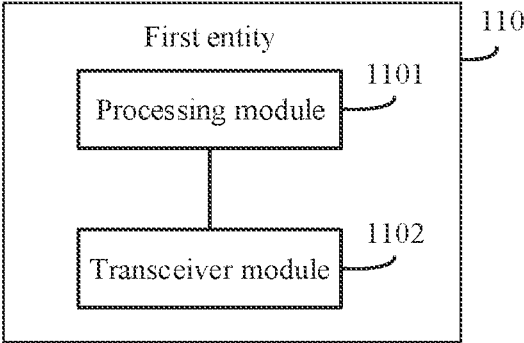 First entity
110
1101
Processing module
1102
Transceiver module